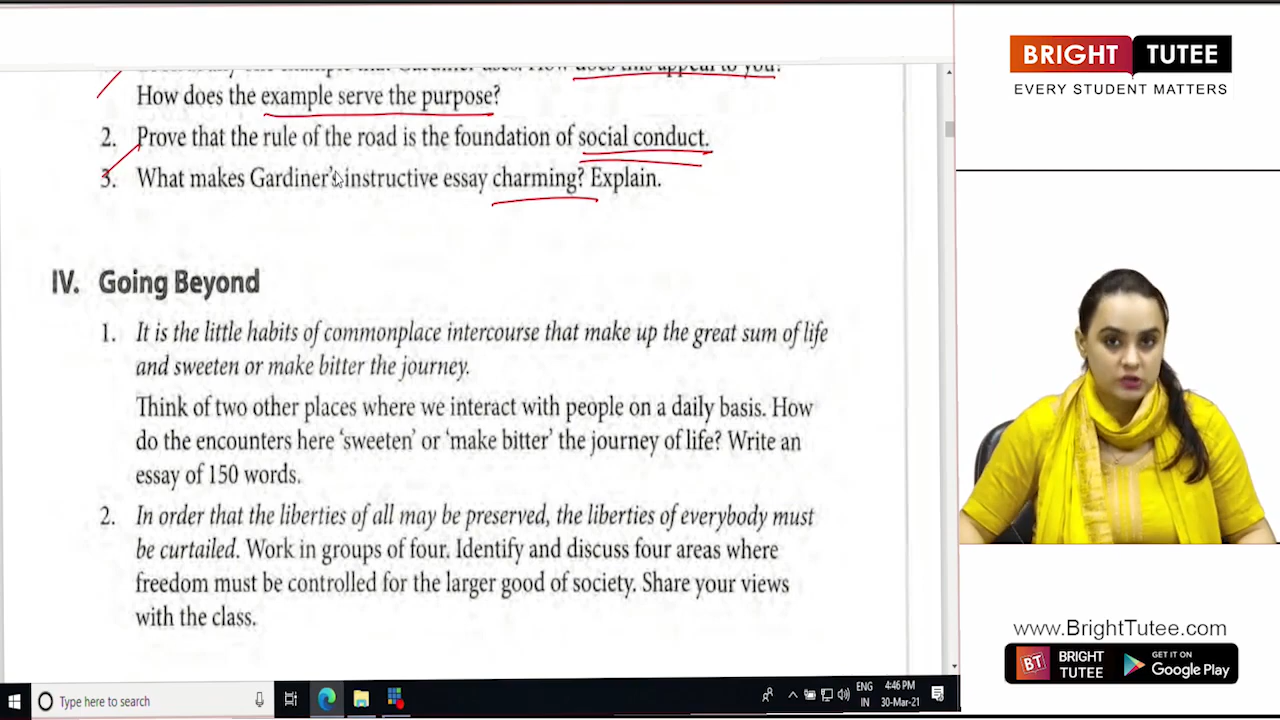 does this appear to you?
How does the example serve the purpose?
2. Prove that the rule of the road is the foundation of social conduct.
3. What makes Gardiner's instructive essay charming? Explain.
IV. Going Beyond
1. It is the little habits of commonplace intercourse that make up the great sum of life
and sweeten or make bitter the journey.
Think of two other places where we interact with people on a daily basis. How
do the encounters here 'sweeten' or 'make bitter' the journey of life? Write an
essay of 150 words.
2. In order that the liberties of all may be preserved, the liberties of everybody must
be curtailed. Work in groups of four. Identify and discuss four areas where
freedom must be controlled for the larger good of society. Share your views
with the class.
BRIGHT TUTEE
EVERY STUDENT MATTERS
www.BrightTutee.com
BT
BRIGHT
TUTEE
GET IT ON
Google Play
Type here to search
ENG
IN
4:46 PM
30-Mar-21